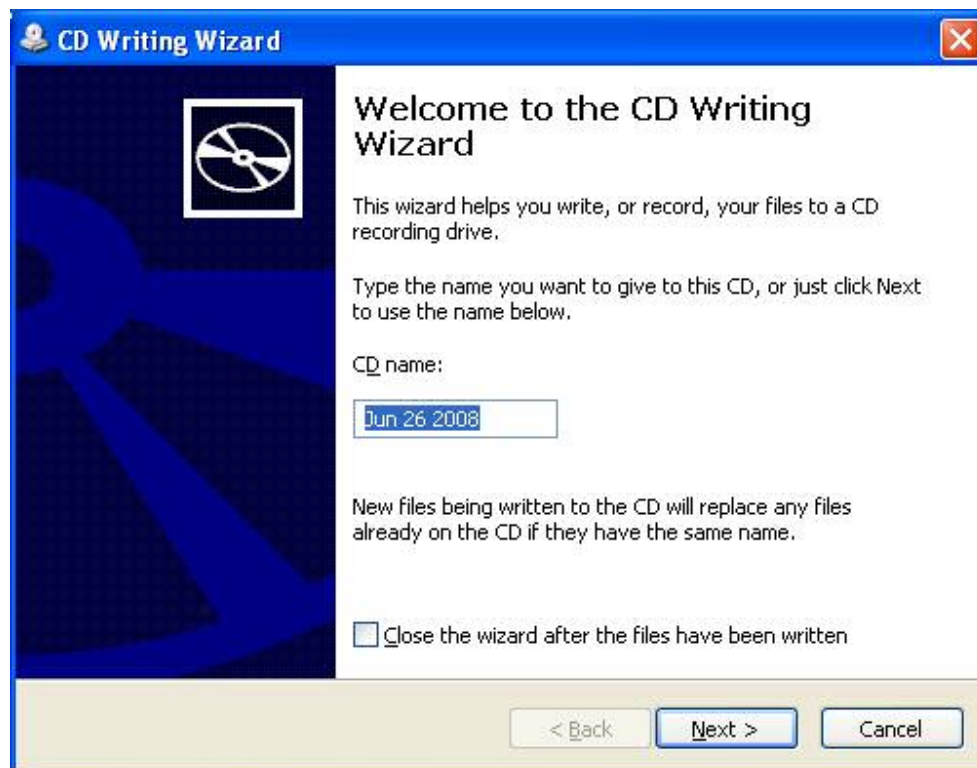 CD Writing Wizard
Welcome to the CD Writing
Wizard
This wizard helps you write, or record, your files to a CD
recording drive.
Type the name you want to give to this CD, or just click Next
to use the name below.
CD name:
Jun 26 2008
New files being written to the CD will replace any files
already on the CD if they have the same name.
Close the wizard after the files have been written
< Back Next > Cancel